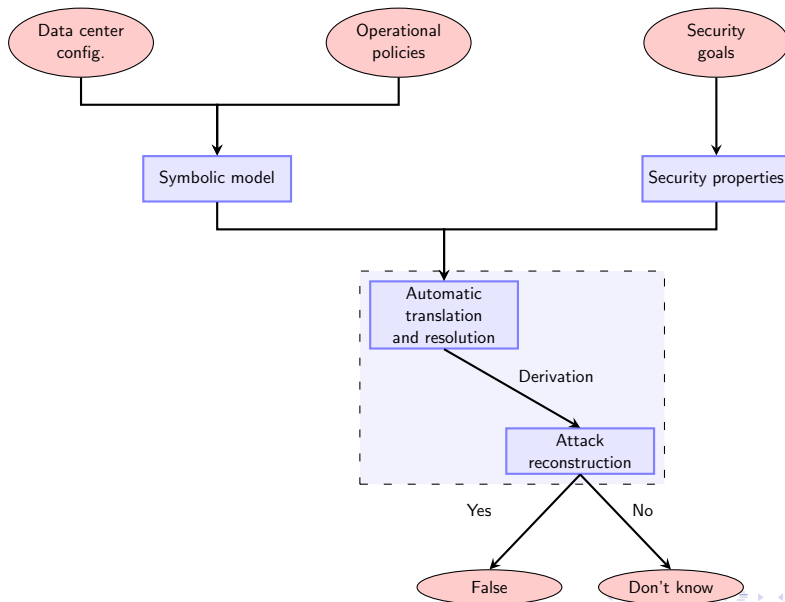 Data center
config.
Operational
policies
Security
goals
Symbolic model
Security properties
Automatic
translation
and resolution
Derivation
Attack
reconstruction
Yes
No
False
Don't know